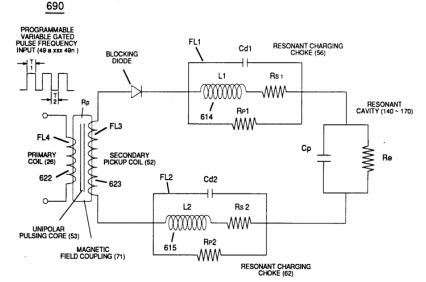 690
PROGRAMMABLE
VARIABLE GATED
PULSE FREQUENCY
INPUT (49 a xxx 49n )
T
1
T
2
BLOCKING
DIODE
FL1
Cd1
RESONANT CHARGING
CHOKE (56)
L1
Rs 1
614
RP1
RESONANT
CAVITY (140 ~ 170)
Rp
FL4
FL3
Cp
Re
PRIMARY
COIL (26)
SECONDARY
PICKUP COIL (52)
622
623
FL2
Cd2
UNIPOLAR
PULSING CORE (53)
L2
Rs 2
MAGNETIC
FIELD COUPLING (71)
615
RP2
RESONANT CHARGING
CHOKE (62)